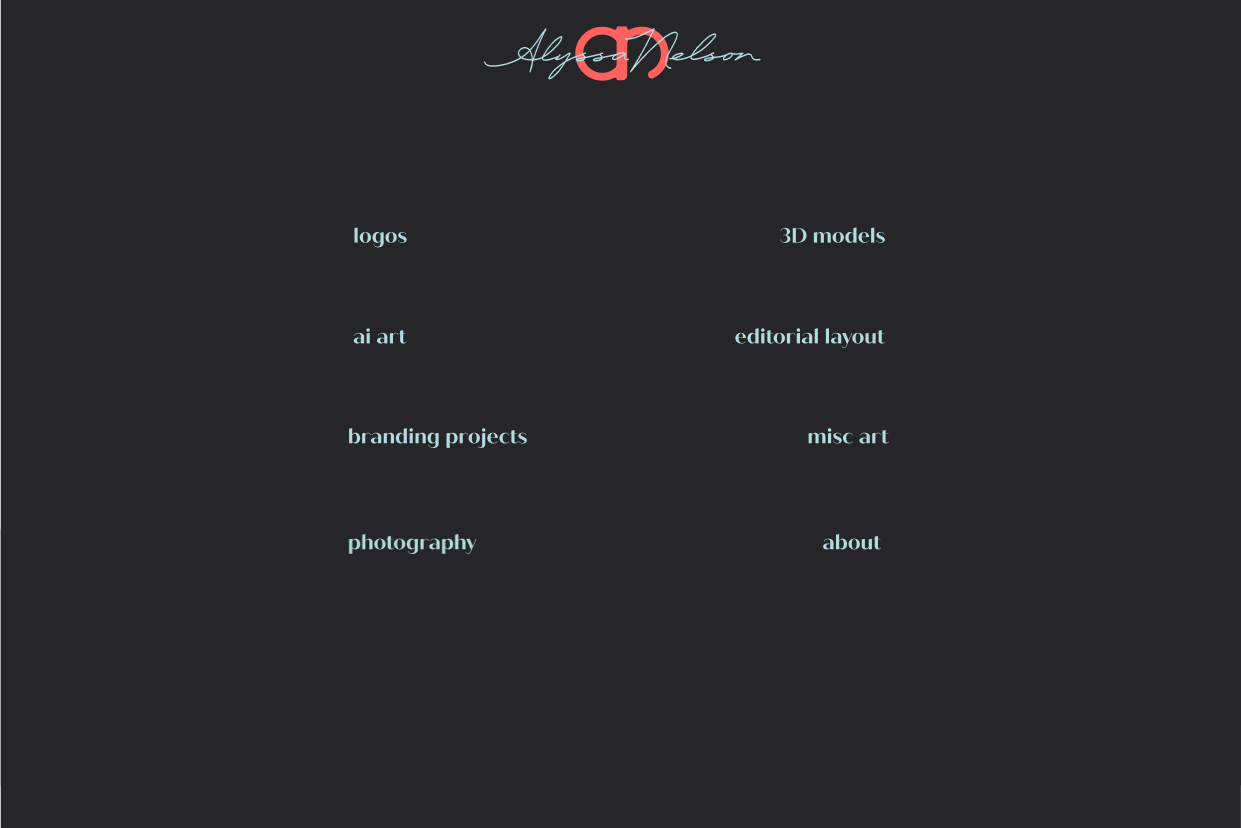 an
Alyssa Nelson
logos
3D models
ai art
editorial layout
branding projects
misc art
photography
about